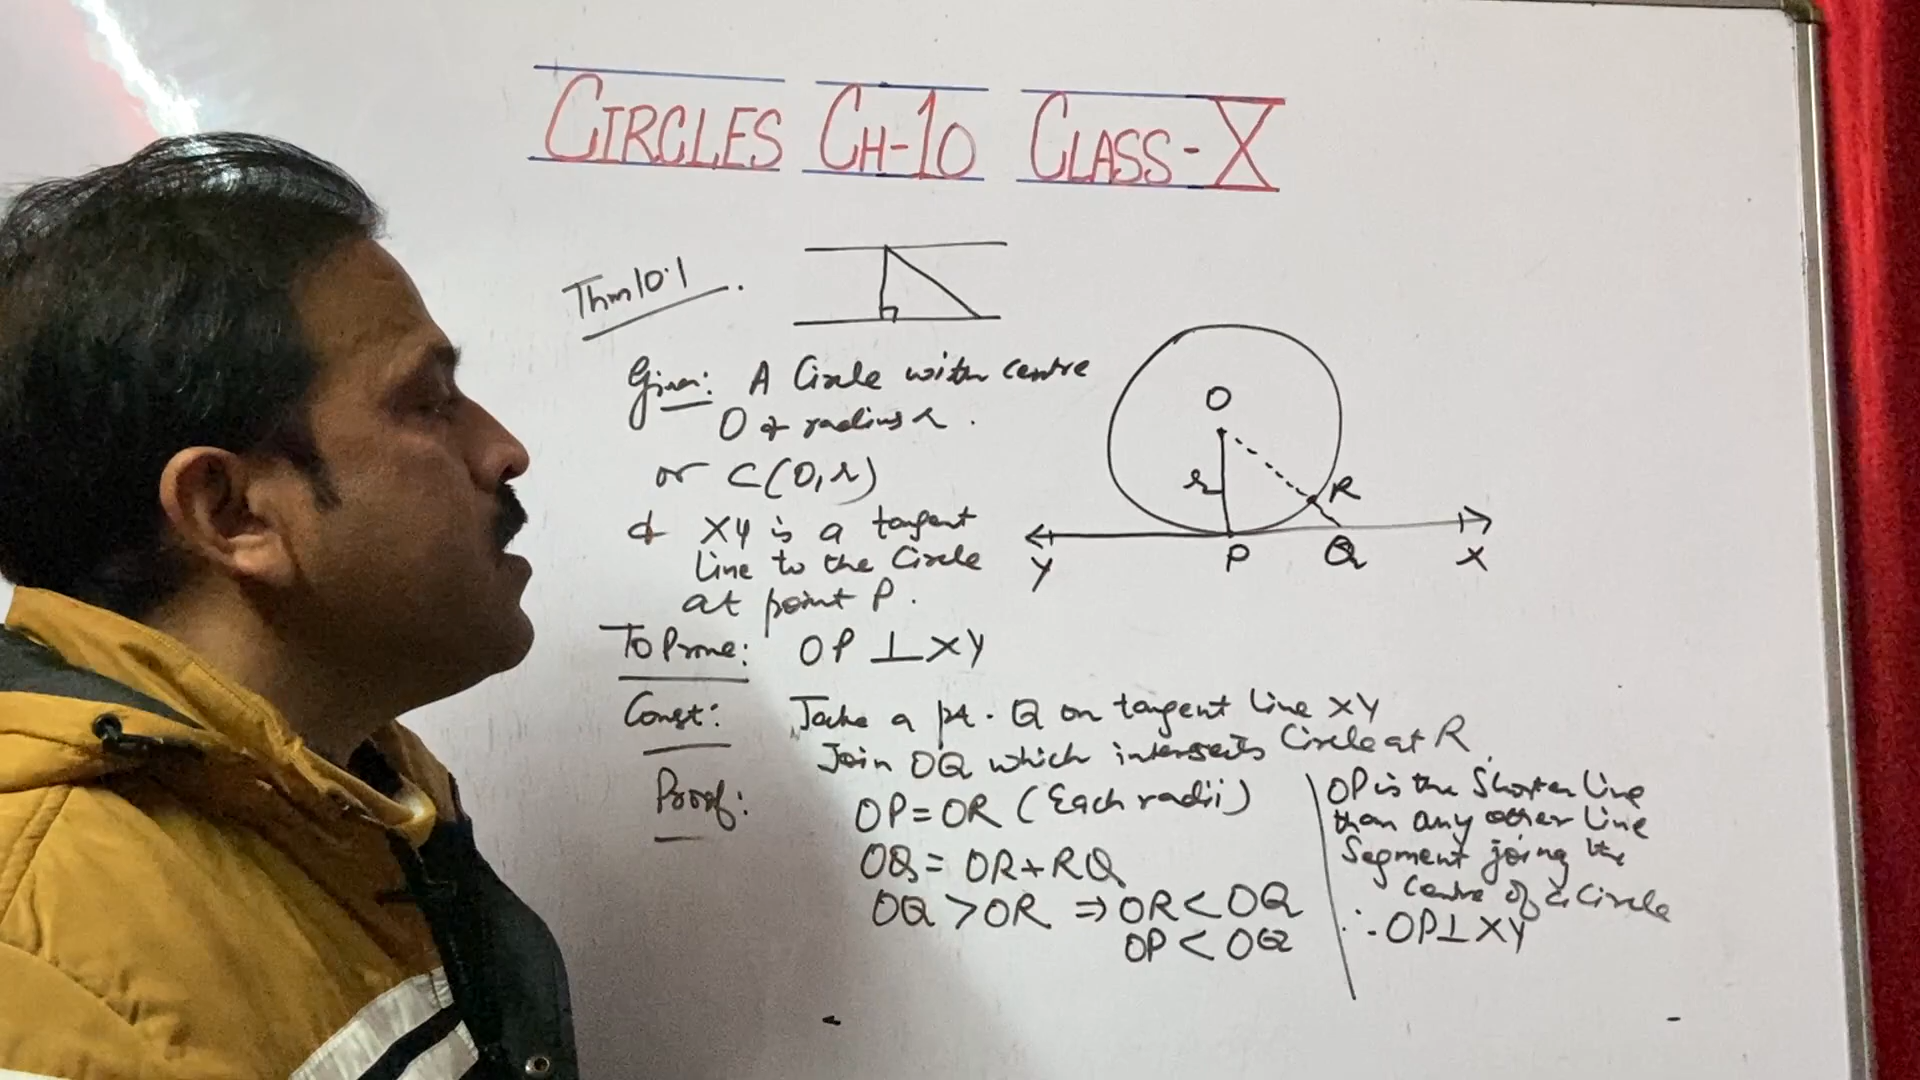 CIRCLES CH-10 CLASS-X
Thm 10.1
Given: A Circle with centre
O & radius r.
or C(O,r)
& XY is a tangent
line to the Circle
at point P.
To Prove: OP ⊥ XY
Const: Take a pt. Q on tangent line XY
Join OQ which intersects Circle at R.
Proof: OP = OR (Each radii)
OQ = OR + RQ
OQ > OR ⇒ OR < OQ
OP < OQ
OP is the Shorter line
than any other line
Segment joing the
centre of Circle
∴ OP ⊥ XY
O
r
R
Y
P
Q
X